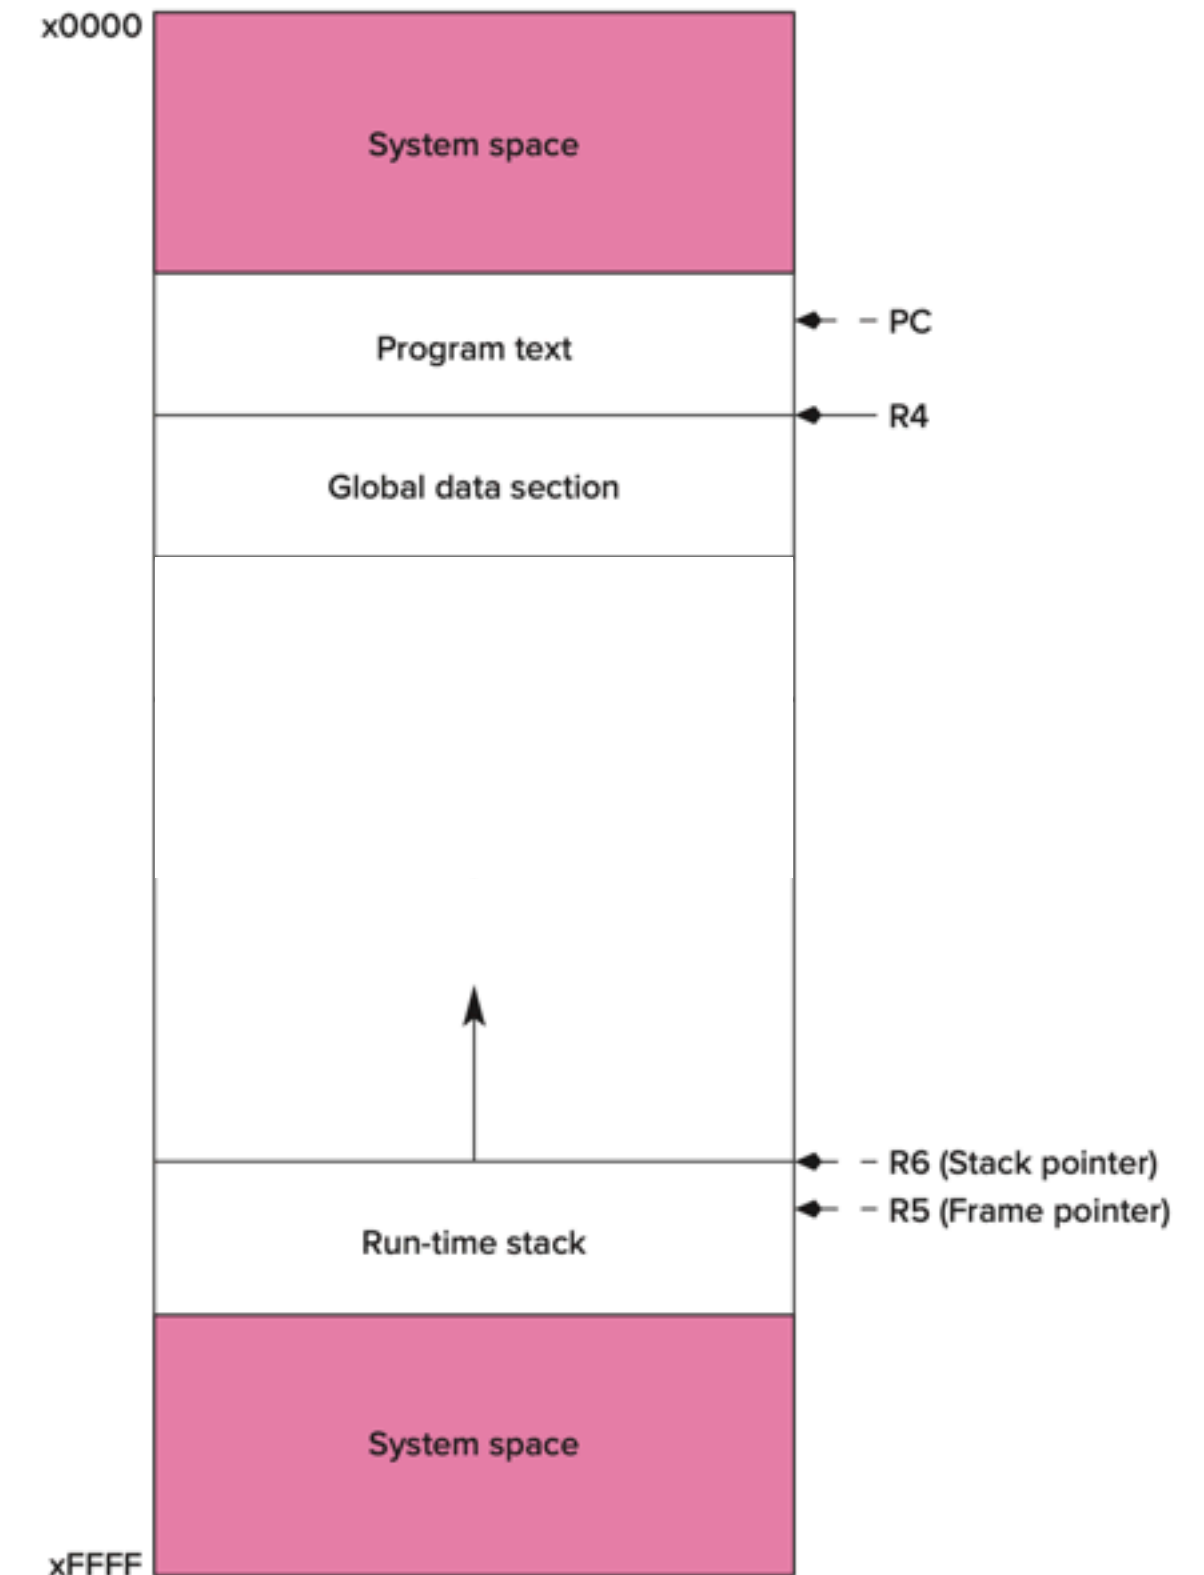 x0000
System space
PC
Program text
R4
Global data section
R6 (Stack pointer)
R5 (Frame pointer)
Run-time stack
System space
xFFFF